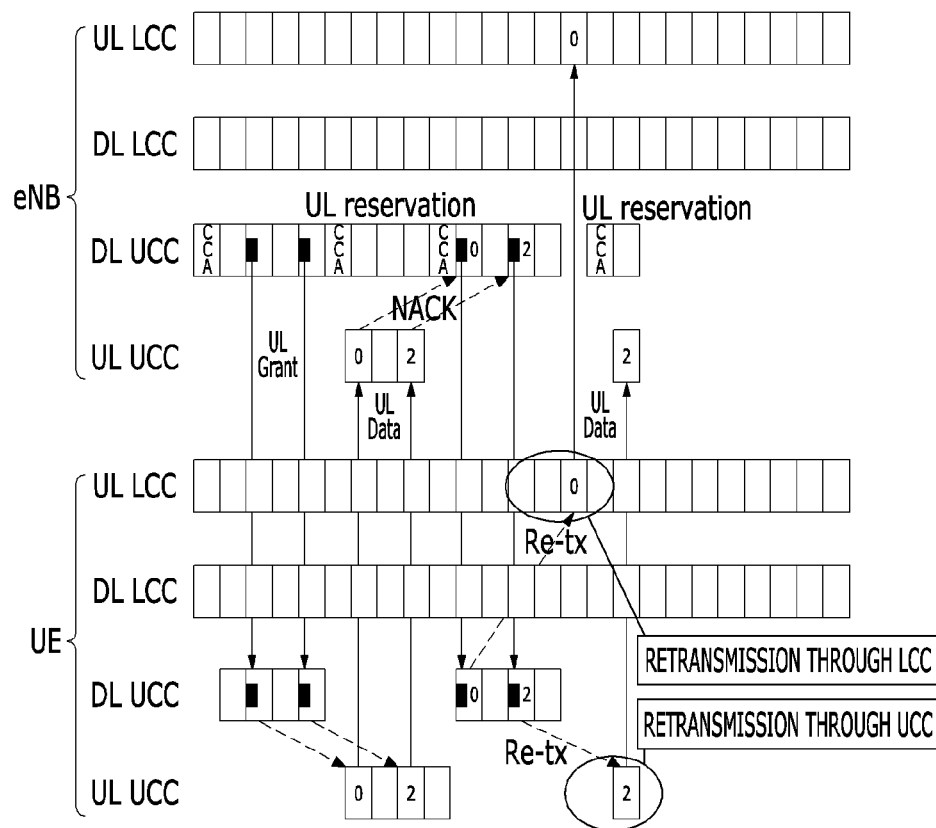 UL LCC 0
DL LCC
eNB
UL reservation UL reservation
DL UCC CCA CCA CCA 0 2 CCA
NACK
UL UCC 0 2 2
UL Grant
UL Data UL Data
UL LCC 0
Re-tx
DL LCC
UE
RETRANSMISSION THROUGH LCC
DL UCC 0 2
RETRANSMISSION THROUGH UCC
Re-tx
UL UCC 0 2 2